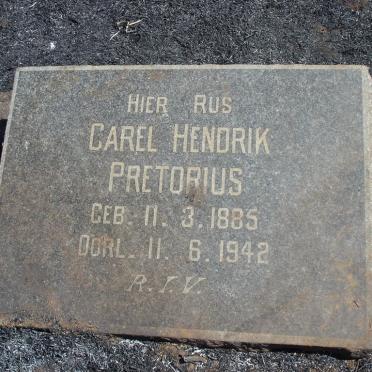 HIER RUS
CAREL HENDRIK
PRETORIUS
GEB. 11. 3. 1885
OORL. 11. 6. 1942
R.I.V.